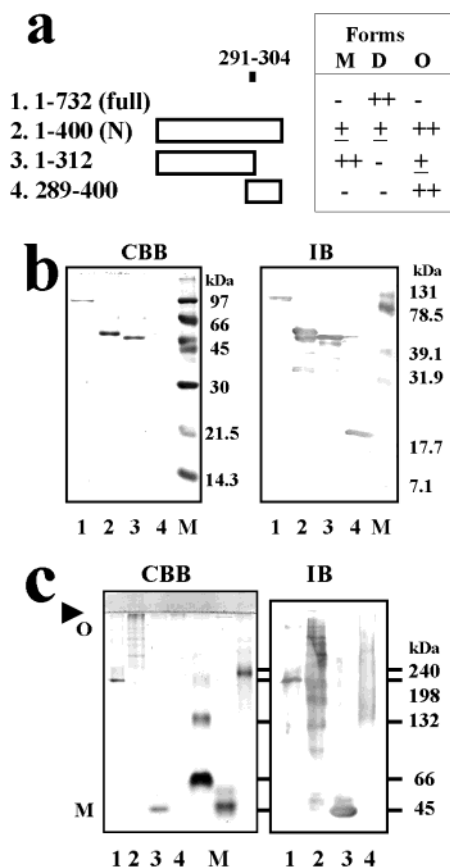 a
291-304
Forms
M D O
1. 1-732 (full) - ++ -
2. 1-400 (N) ± ± ++
3. 1-312 ++ - ±
4. 289-400 - - ++
b
CBB
kDa
97
66
45
30
21.5
14.3
1 2 3 4 M
IB
131
kDa
78.5
39.1
31.9
17.7
7.1
1 2 3 4 M
c
CBB
O
M
1 2 3 4 M
IB
kDa
240
198
132
66
45
1 2 3 4